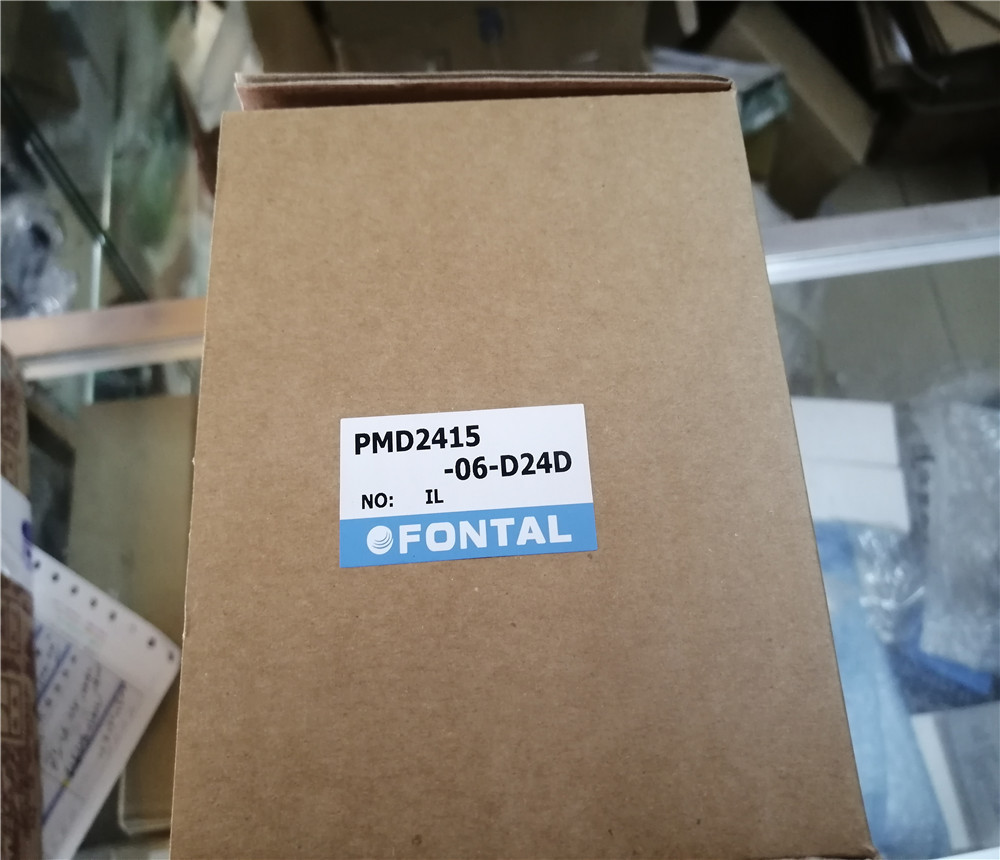 PMD2415
-06-D24D
NO: IL
FONTAL